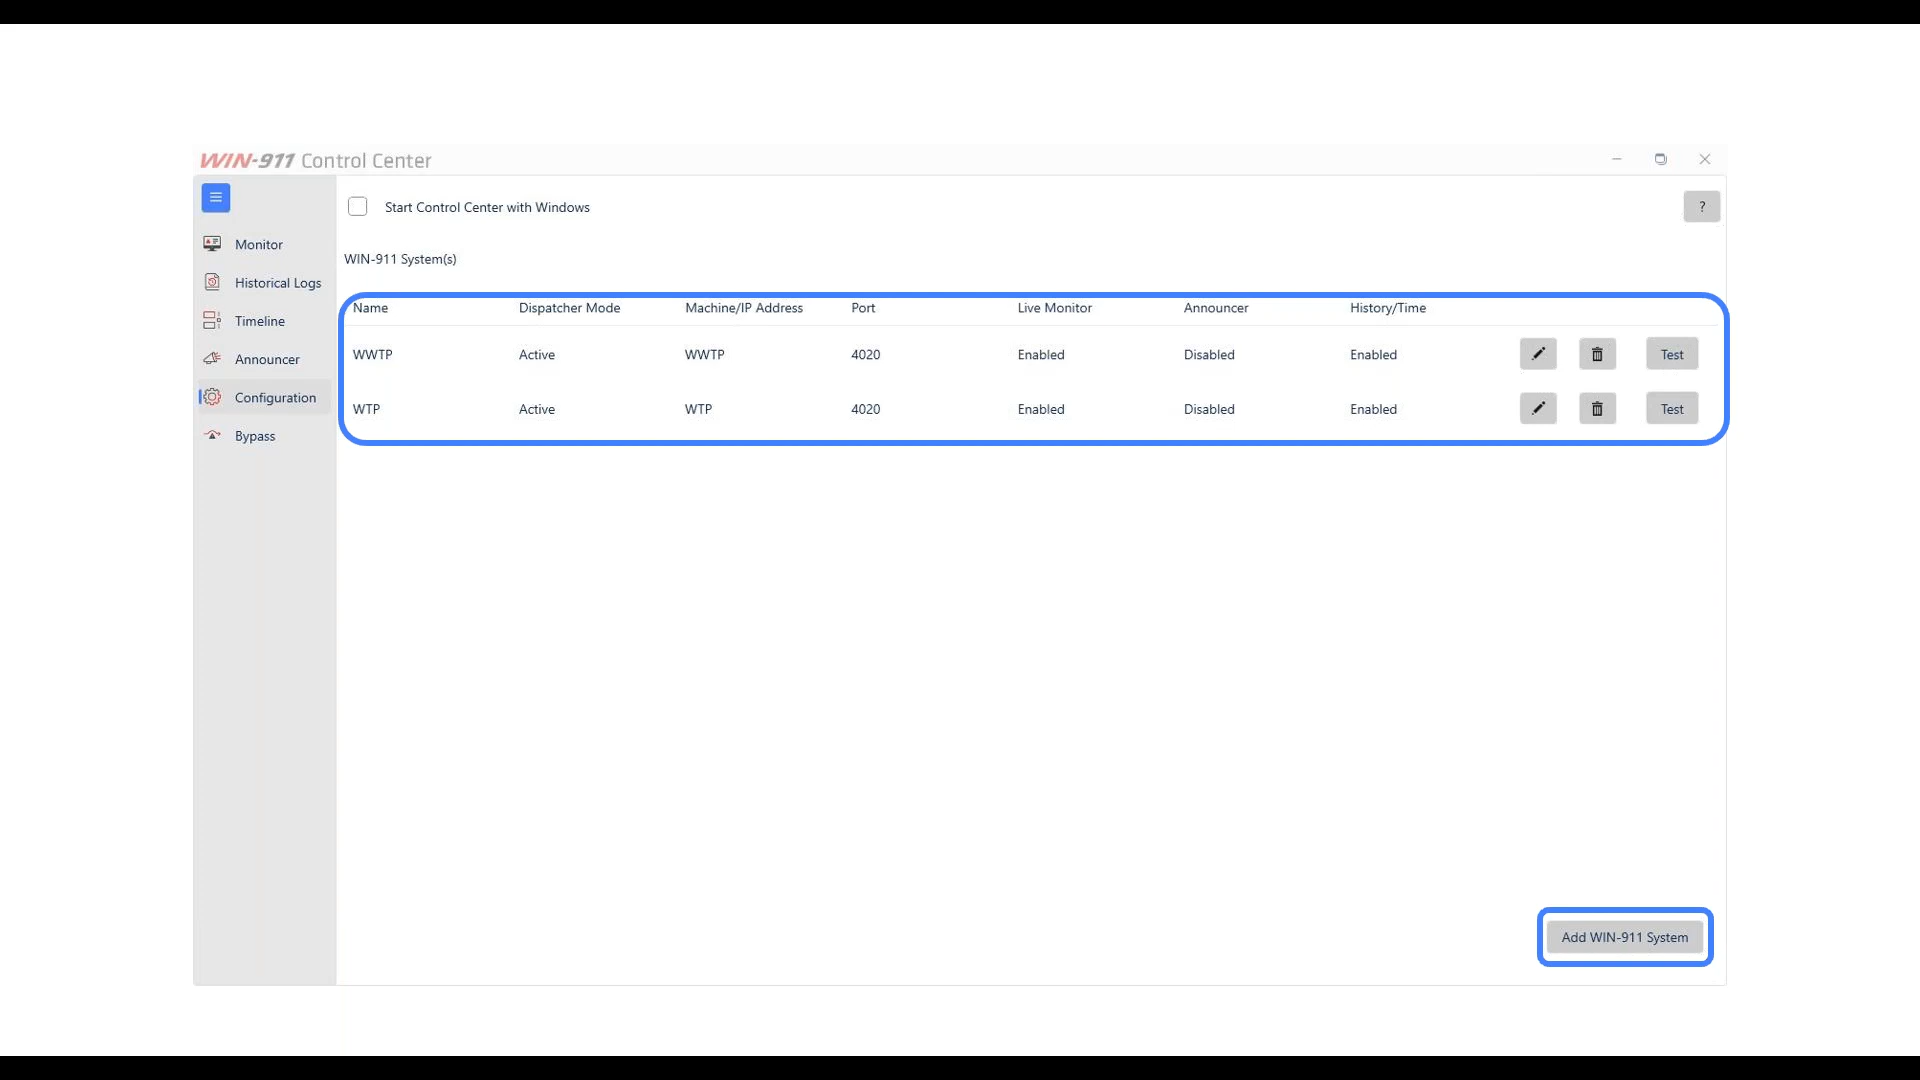 WIN-911 Control Center
Start Control Center with Windows
?
Monitor
WIN-911 System(s)
Historical Logs
Name Dispatcher Mode Machine/IP Address Port Live Monitor Announcer History/Time
Timeline
WWTP Active WWTP 4020 Enabled Disabled Enabled Test
Announcer
Configuration
WTP Active WTP 4020 Enabled Disabled Enabled Test
Bypass
Add WIN-911 System